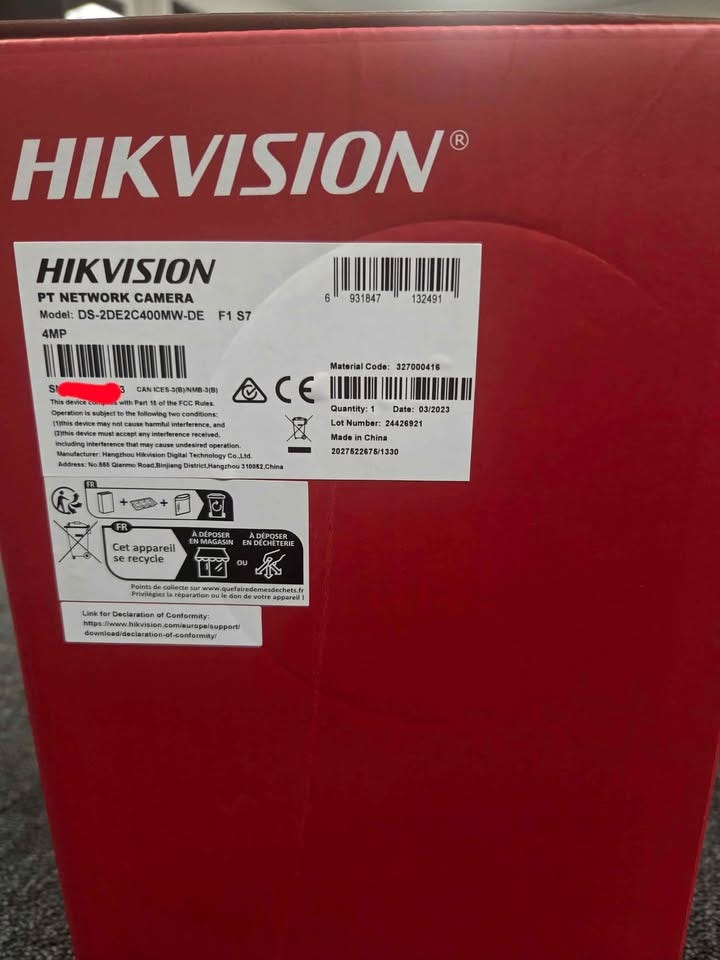 HIKVISION®
HIKVISION
PT NETWORK CAMERA
Model: DS-2DE2C400MW-DE F1 S7
4MP
6 931847 132491
SN 3 CAN ICES-3(B)/NMB-3(B)
This device complies with Part 15 of the FCC Rules.
Operation is subject to the following two conditions:
(1)this device may not cause harmful interference, and
(2)this device must accept any interference received,
including interference that may cause undesired operation.
Manufacturer: Hangzhou Hikvision Digital Technology Co.,Ltd.
Address: No.555 Qianmo Road,Binjiang District,Hangzhou 310052,China
CE
Material Code: 327000416
Quantity: 1 Date: 03/2023
Lot Number: 24426921
Made in China
2027522675/1330
FR
+ +
FR
Cet appareil
se recycle
À DÉPOSER
EN MAGASIN
OU
À DÉPOSER
EN DÉCHÈTERIE
Points de collecte sur www.quefairedemesdechets.fr
Privilégiez la réparation ou le don de votre appareil !
Link for Declaration of Conformity:
https://www.hikvision.com/europe/support/
download/declaration-of-conformity/